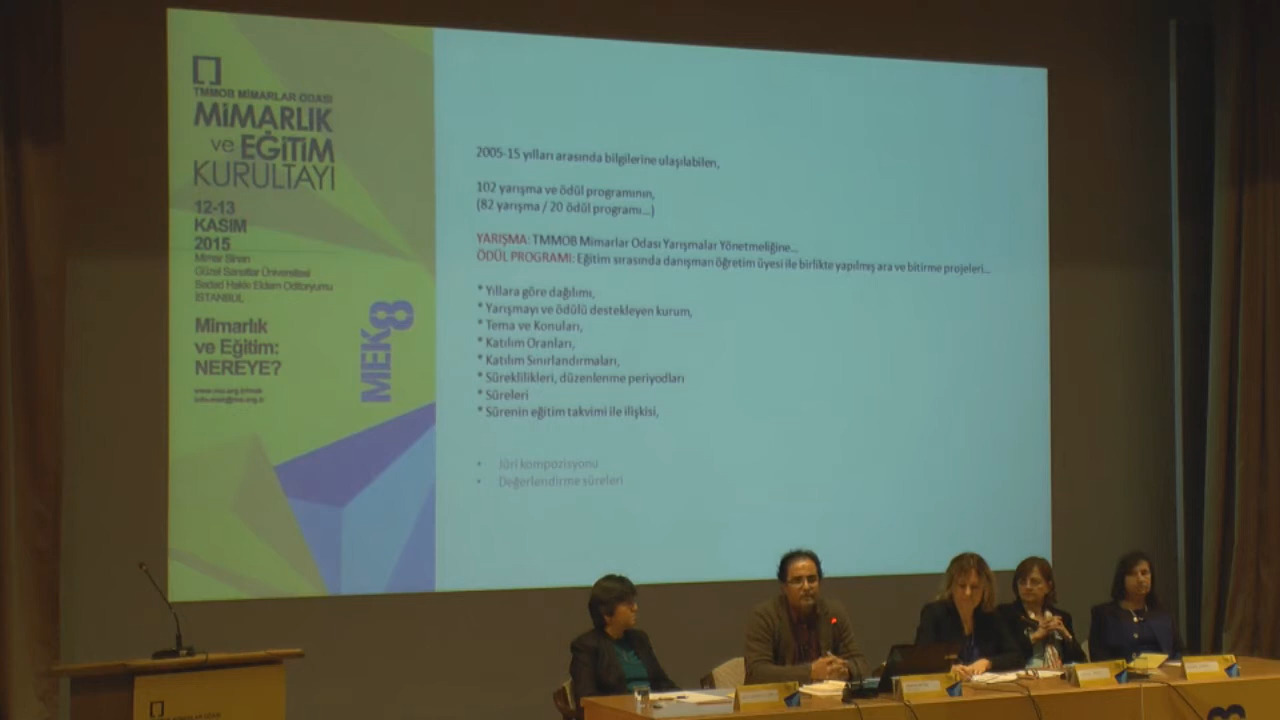 TMMOB MİMARLAR ODASI
MİMARLIK
ve EĞİTİM
KURULTAYI
12-13
KASIM
2015
Mimar Sinan
Güzel Sanatlar Üniversitesi
Sedad Hakkı Eldem Oditoryumu
İSTANBUL
Mimarlık
ve Eğitim:
NEREYE?
MEK8
2005-15 yılları arasında bilgilerine ulaşılabilen,
102 yarışma ve ödül programının,
(82 yarışma / 20 ödül programı...)
YARIŞMA: TMMOB Mimarlar Odası Yarışmalar Yönetmeliğine...
ÖDÜL PROGRAMI: Eğitim sırasında danışman öğretim üyesi ile birlikte yapılmış ara ve bitirme projeleri...
* Yıllara göre dağılımı,
* Yarışmayı ve ödülü destekleyen kurum,
* Tema ve Konuları,
* Katılım Oranları,
* Katılım Sınırlandırmaları,
* Süreklilikleri, düzenlenme periyodları
* Süreleri
* Sürenin eğitim takvimi ile ilişkisi,
• Jüri kompozisyonu
• Değerlendirme süreleri